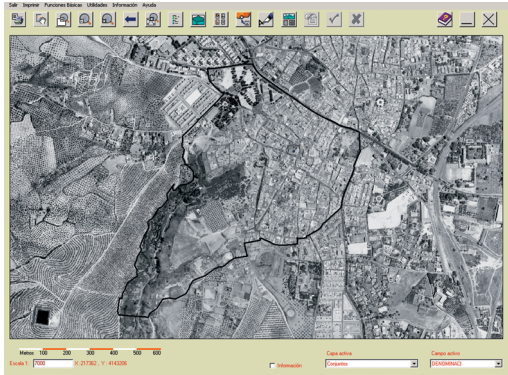 Salir Imprimir Funciones Básicas Utilidades Información Ayuda
Metros 100 200 300 400 500 600
Escala 1: 7000 X: 217362 , Y: 4143206
Información
Capa activa
Conjuntos
Campo activo
DENOMINACI